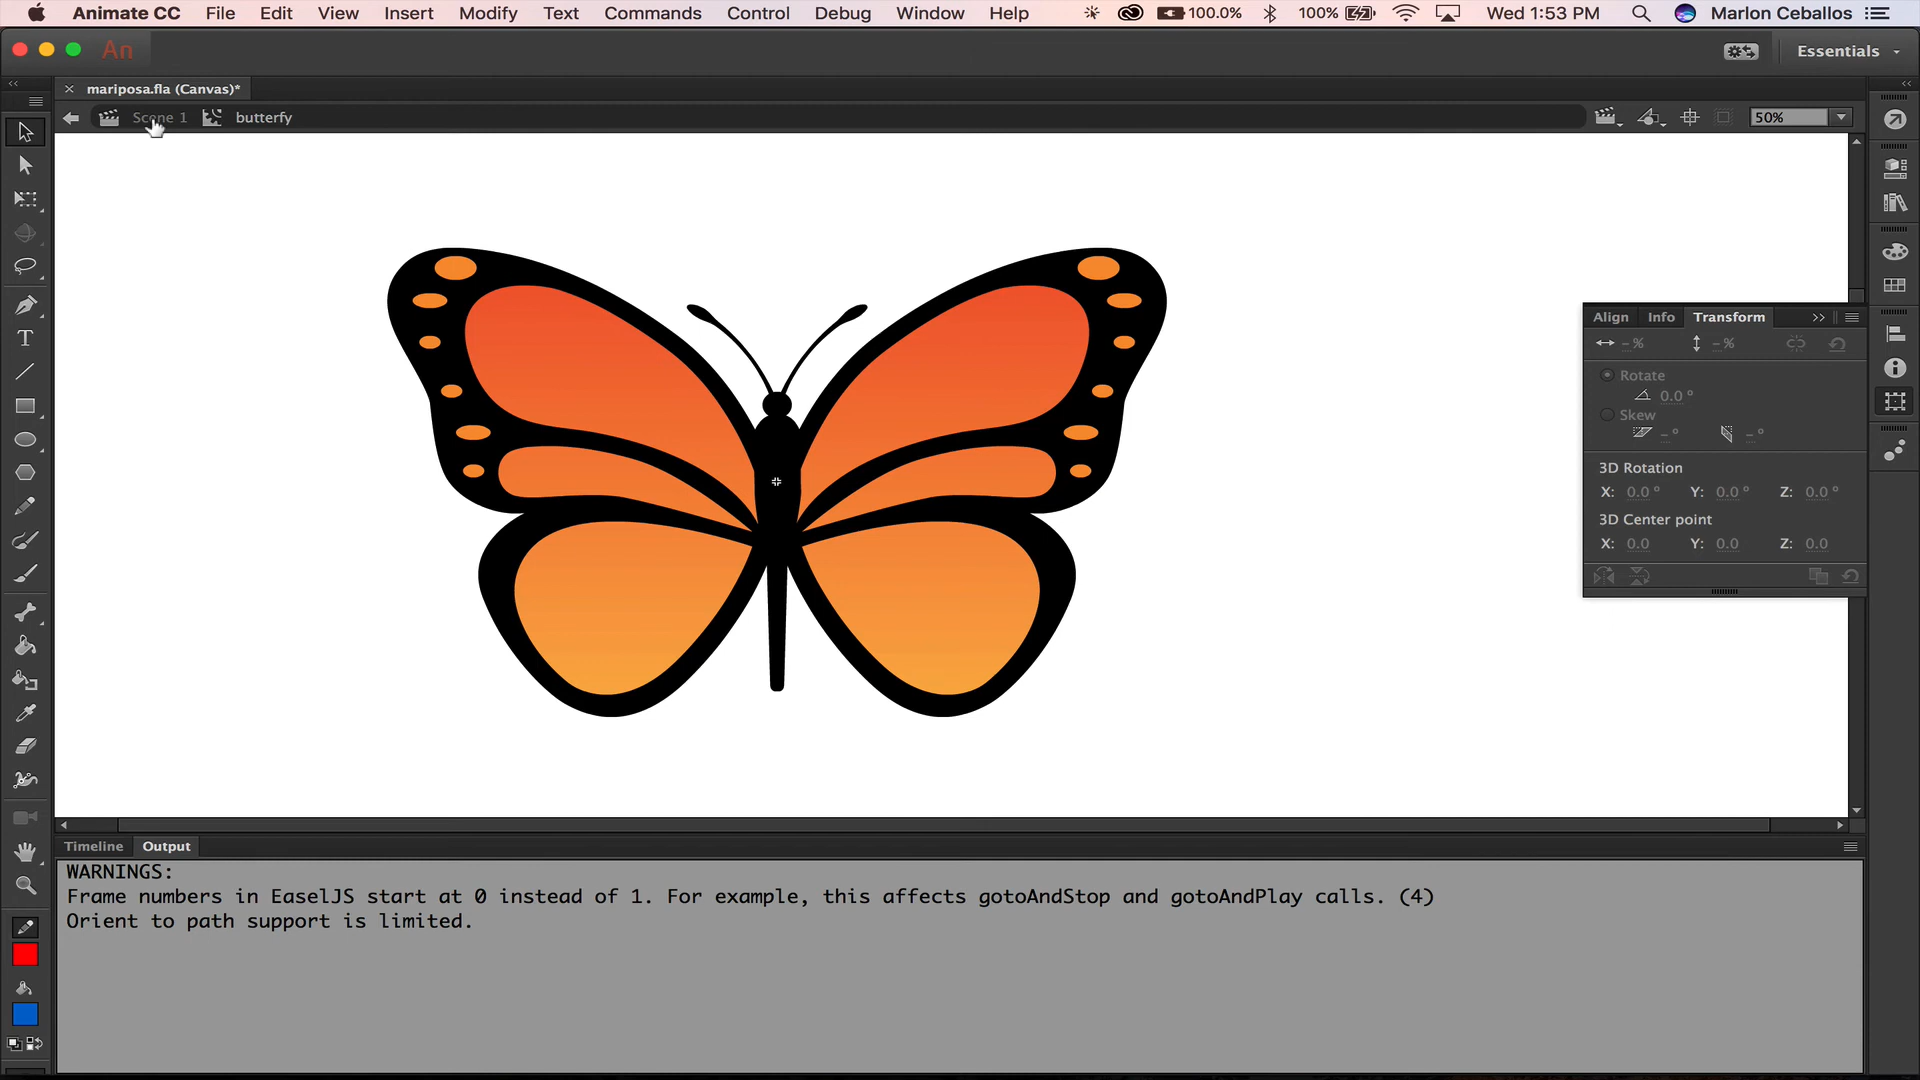 Animate CC File Edit View Insert Modify Text Commands Control Debug Window Help 100.0% 100% Wed 1:53 PM Marlon Ceballos
An Essentials
mariposa.fla (Canvas)*
Scene 1 butterfy 50%
Align Info Transform
- % - %
Rotate
0.0 °
Skew
- ° - °
3D Rotation
X: 0.0 ° Y: 0.0 ° Z: 0.0 °
3D Center point
X: 0.0 Y: 0.0 Z: 0.0
T
Timeline Output
WARNINGS:
Frame numbers in EaselJS start at 0 instead of 1. For example, this affects gotoAndStop and gotoAndPlay calls. (4)
Orient to path support is limited.